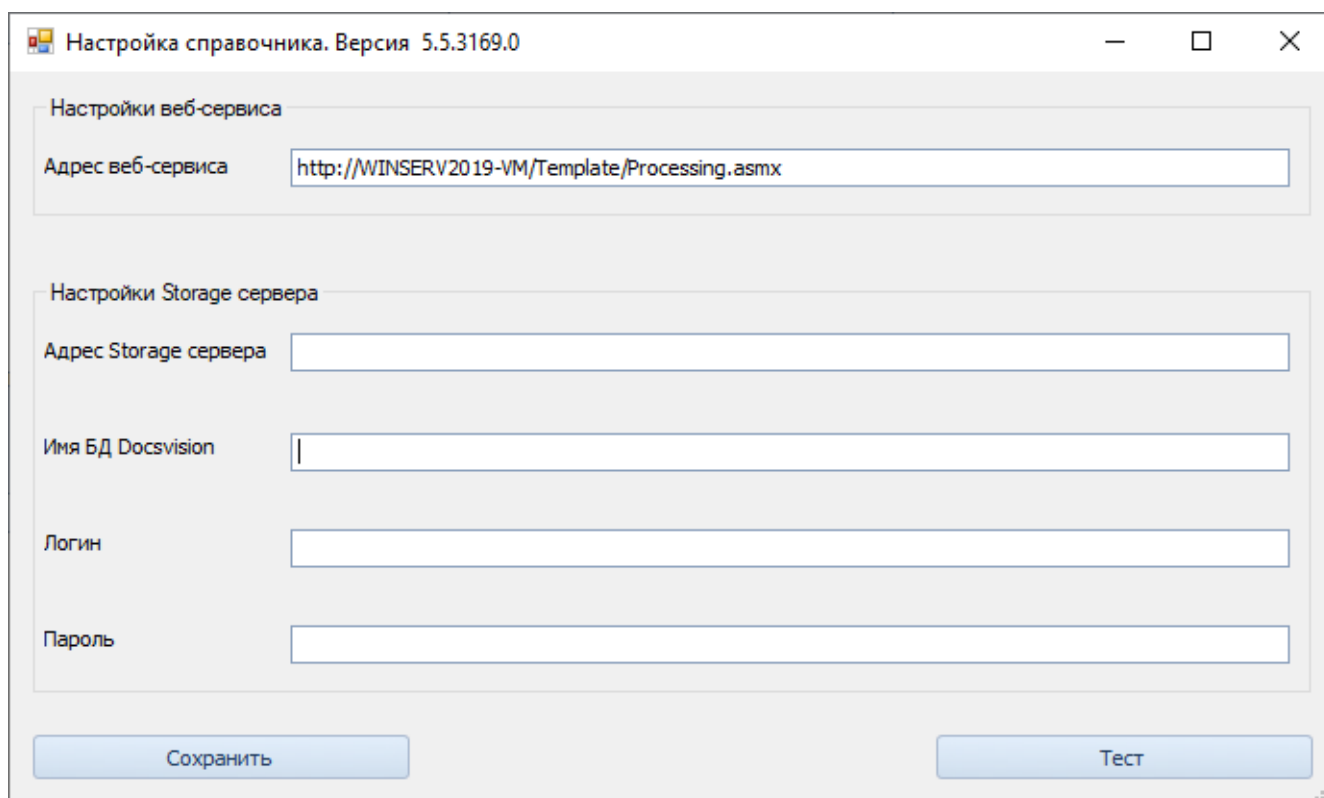 Настройка справочника. Версия  5.5.3169.0
Настройки веб-сервиса
Адрес веб-сервиса http://WINSERV2019-VM/Template/Processing.asmx
Настройки Storage сервера
Адрес Storage сервера
Имя БД Docsvision
Логин
Пароль
Сохранить Тест